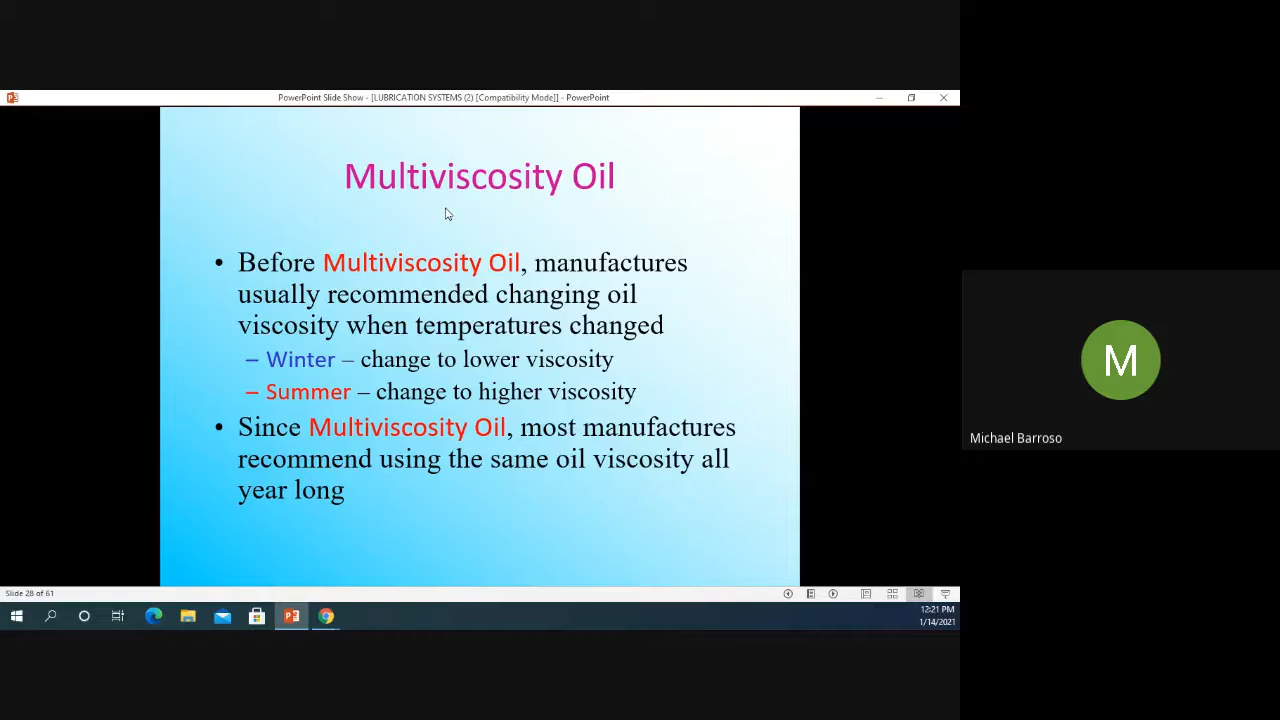 PowerPoint Slide Show - [LUBRICATION SYSTEMS (2) [Compatibility Mode]] - PowerPoint
Multiviscosity Oil
• Before Multiviscosity Oil, manufactures
usually recommended changing oil
viscosity when temperatures changed
– Winter – change to lower viscosity
– Summer – change to higher viscosity
• Since Multiviscosity Oil, most manufactures
recommend using the same oil viscosity all
year long
M
Michael Barroso
Slide 28 of 61
12:21 PM
1/14/2021